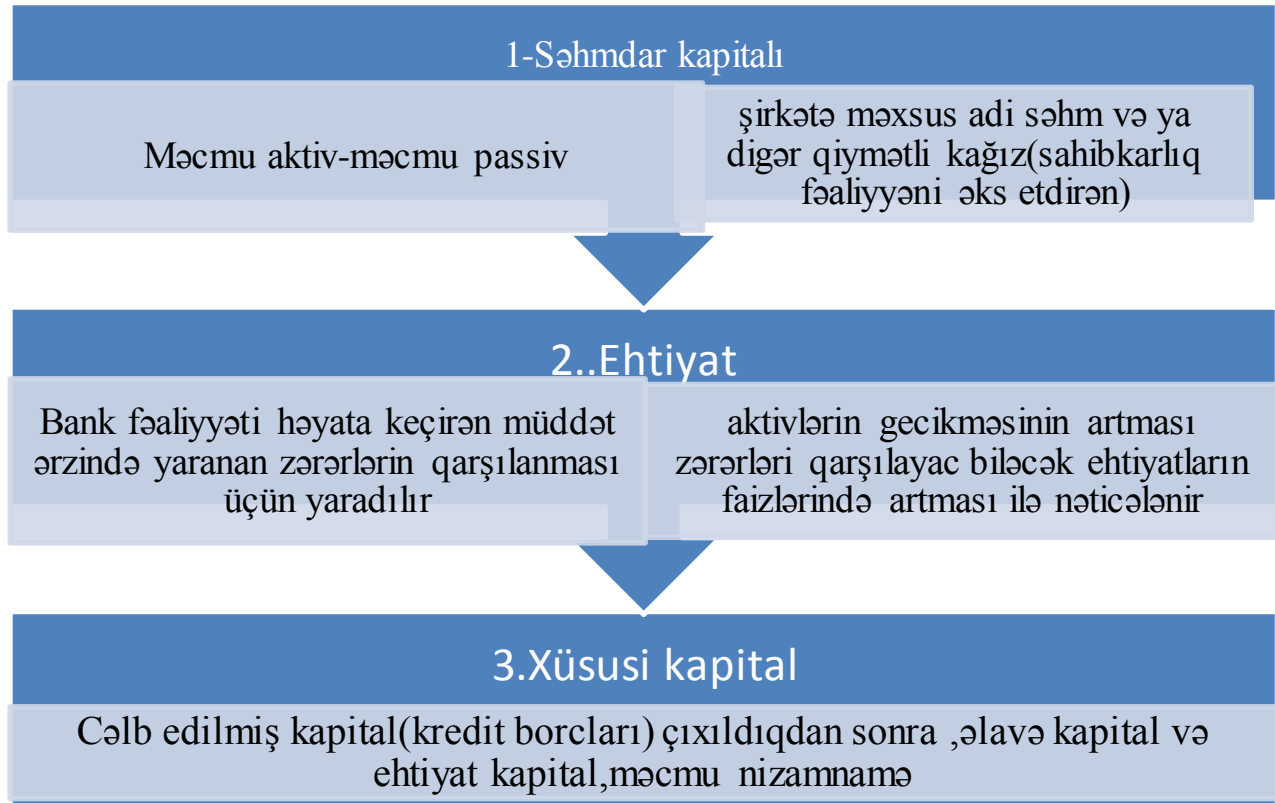 1-Səhmdar kapitalı
Məcmu aktiv-məcmu passiv
şirkətə məxsus adi səhm və ya
digər qiymətli kağız(sahibkarlıq
fəaliyyəni əks etdirən)
2..Ehtiyat
Bank fəaliyyəti həyata keçirən müddət
ərzində yaranan zərərlərin qarşılanması
üçün yaradılır
aktivlərin gecikməsinin artması
zərərləri qarşılayac biləcək ehtiyatların
faizlərində artması ilə nəticələnir
3.Xüsusi kapital
Cəlb edilmiş kapital(kredit borcları) çıxıldıqdan sonra ,əlavə kapital və
ehtiyat kapital,məcmu nizamnamə